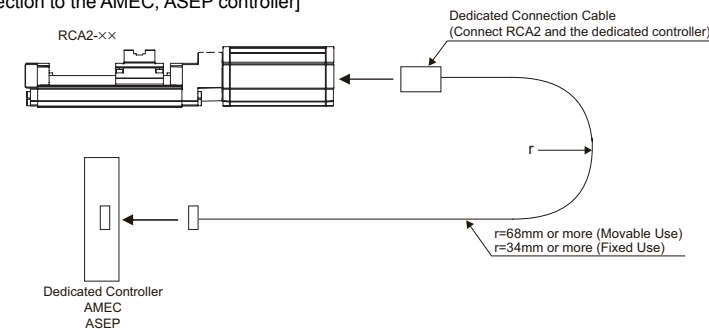 ection to the AMEC, ASEP controller]
Dedicated Connection Cable
(Connect RCA2 and the dedicated controller)
RCA2-××
r
r=68mm or more (Movable Use)
r=34mm or more (Fixed Use)
Dedicated Controller
AMEC
ASEP